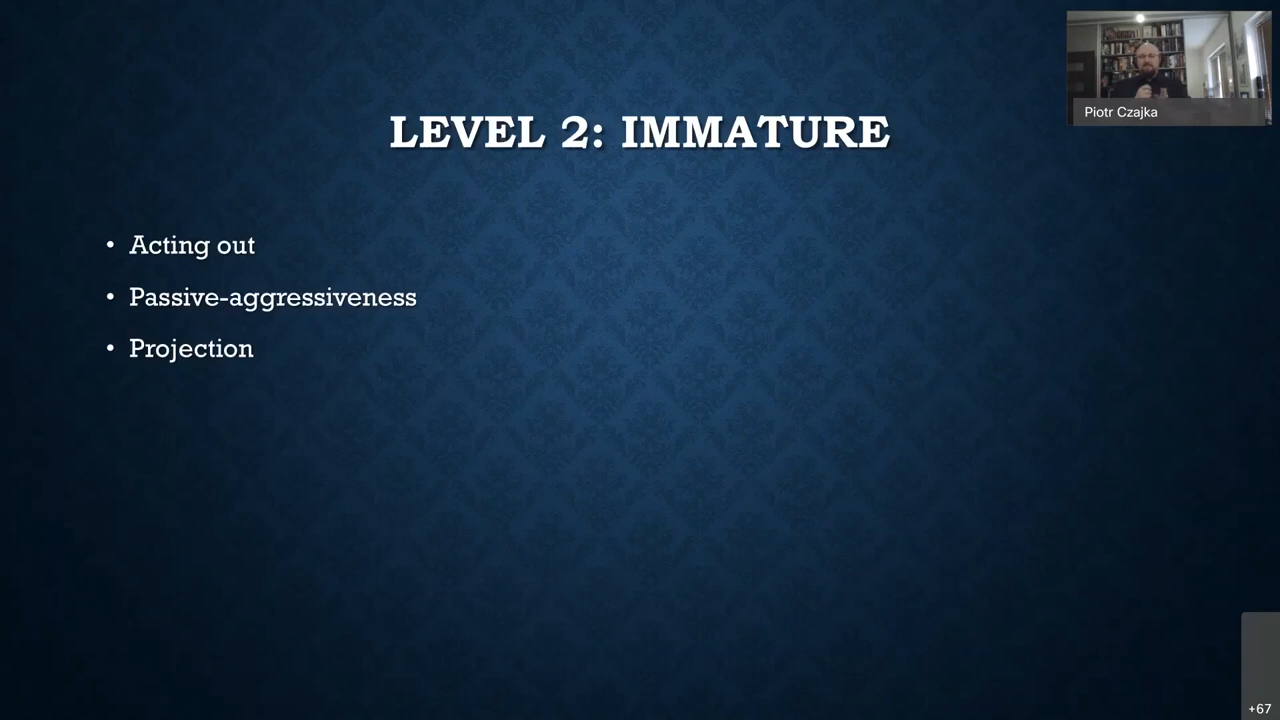 Piotr Czajka
LEVEL 2: IMMATURE
• Acting out
• Passive-aggressiveness
• Projection
+67